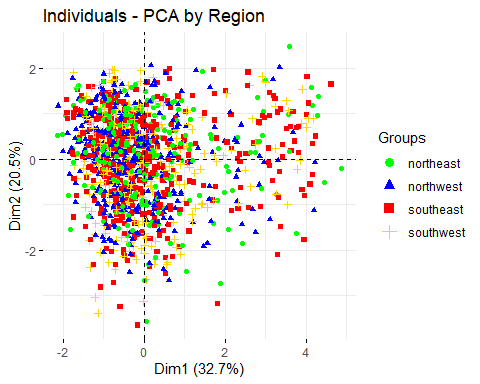 Individuals - PCA by Region
2
0
-2
Dim2 (20.5%)
-2
0
2
4
Dim1 (32.7%)
Groups
northeast
northwest
southeast
southwest